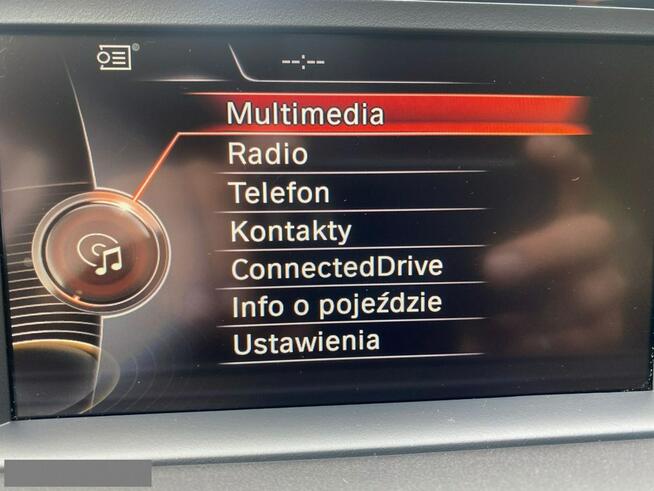 --:--
Multimedia
Radio
Telefon
Kontakty
ConnectedDrive
Info o pojeździe
Ustawienia